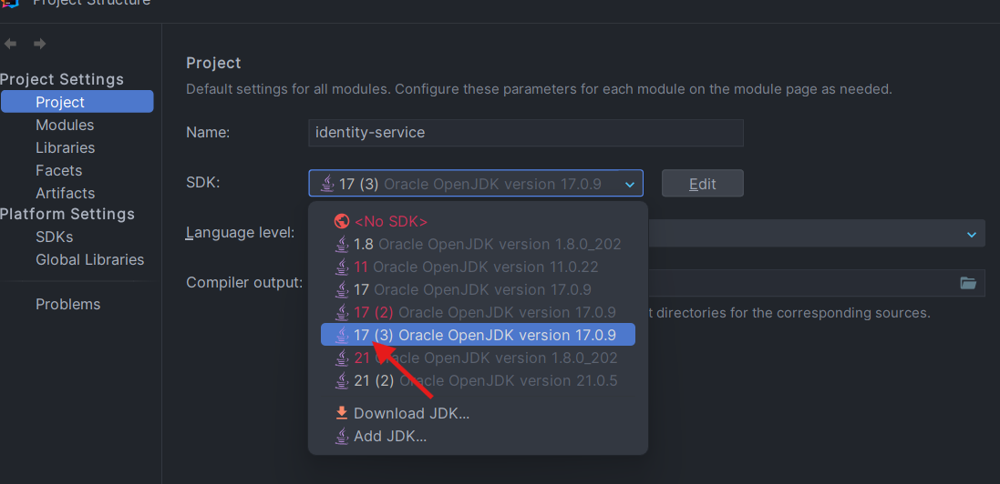 Project Structure
Project Settings
Project
Modules
Libraries
Facets
Artifacts
Platform Settings
SDKs
Global Libraries
Problems
Project
Default settings for all modules. Configure these parameters for each module on the module page as needed.
Name: identity-service
SDK: 17 (3) Oracle OpenJDK version 17.0.9 Edit
<No SDK>
1.8 Oracle OpenJDK version 1.8.0_202
11 Oracle OpenJDK version 11.0.22
17 Oracle OpenJDK version 17.0.9
17 (2) Oracle OpenJDK version 17.0.9
17 (3) Oracle OpenJDK version 17.0.9
21 Oracle OpenJDK version 1.8.0_202
21 (2) Oracle OpenJDK version 21.0.5
Download JDK...
Add JDK...
Language level:
Compiler output:
t directories for the corresponding sources.